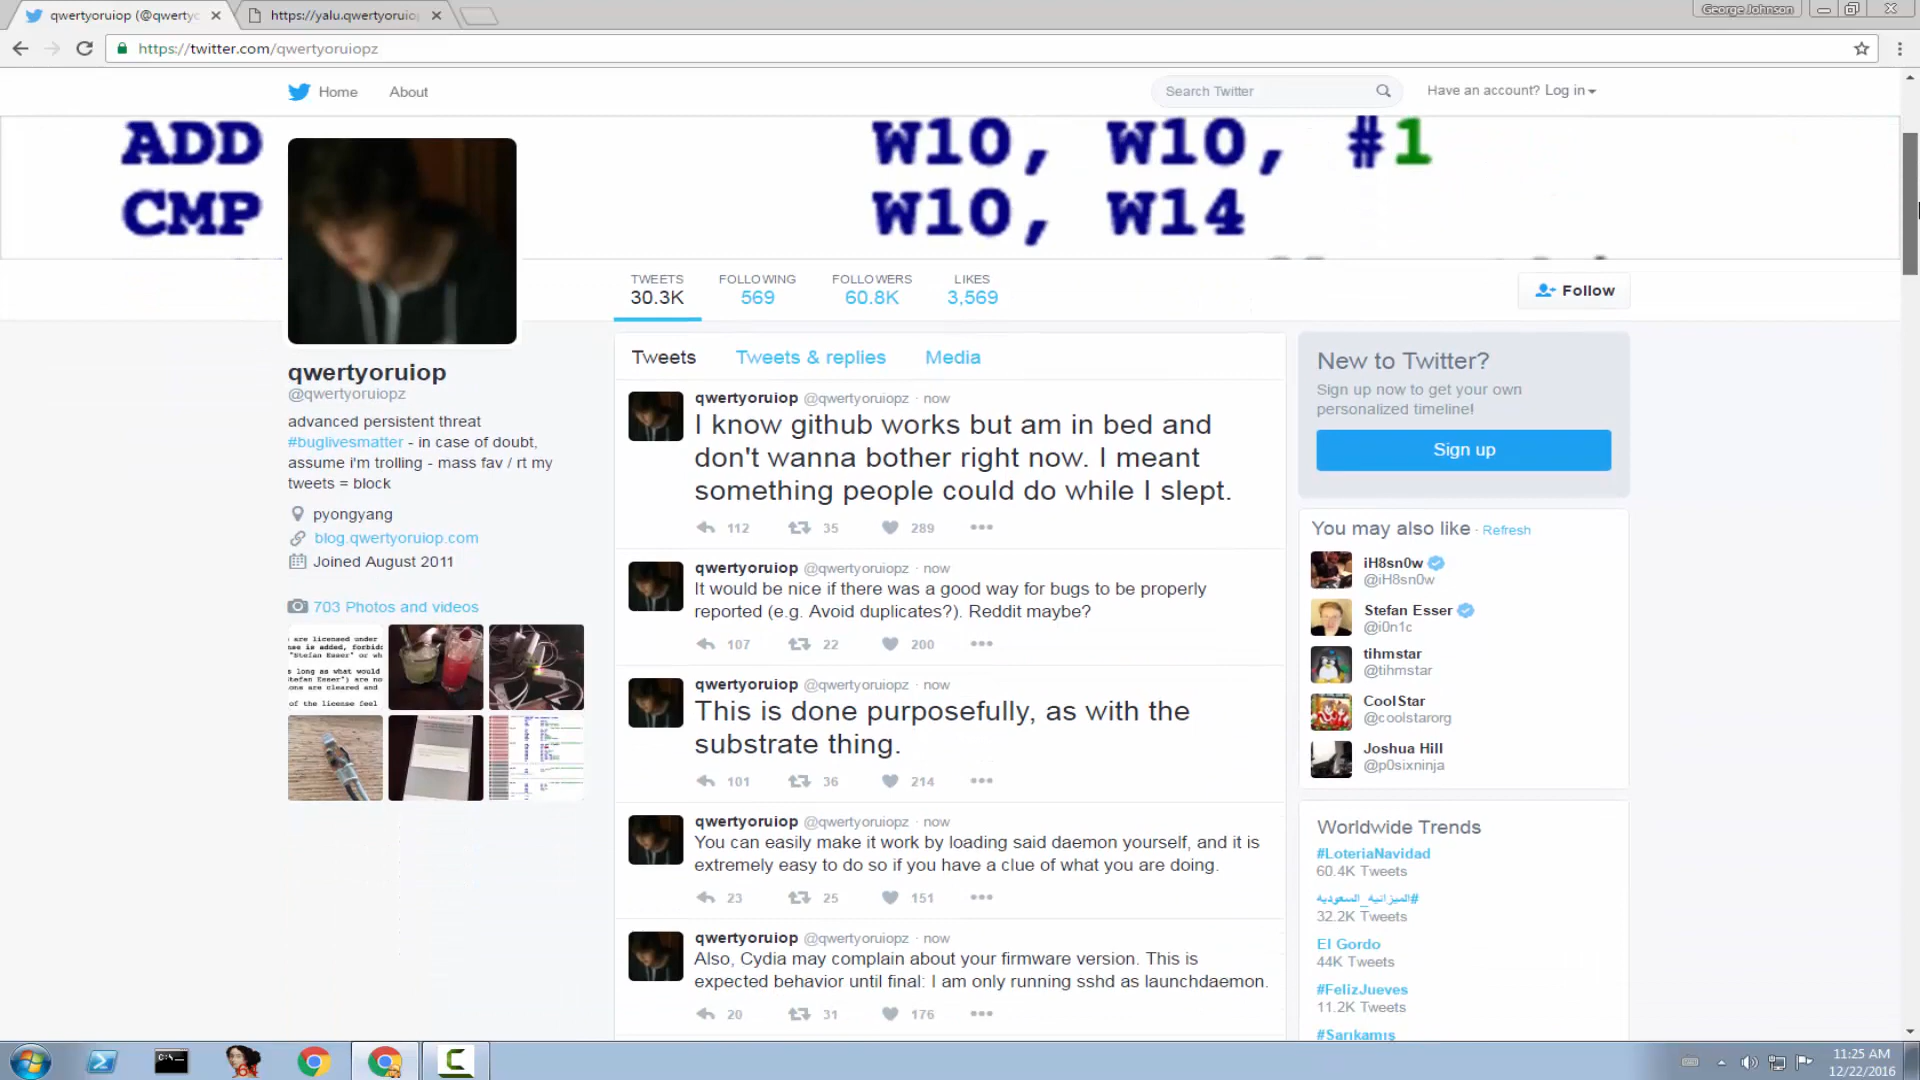 qwertyoruiop (@qwertyc
https://yalu.qwertyoruiop
George Johnson
https://twitter.com/qwertyoruiopz
Home
About
Search Twitter
Have an account? Log in
ADD W10, W10, #1
CMP W10, W14
TWEETS
30.3K
FOLLOWING
569
FOLLOWERS
60.8K
LIKES
3,569
Follow
qwertyoruiop
@qwertyoruiopz
advanced persistent threat
#buglivesmatter - in case of doubt,
assume i'm trolling - mass fav / rt my
tweets = block
pyongyang
blog.qwertyoruiop.com
Joined August 2011
703 Photos and videos
Tweets
Tweets & replies
Media
qwertyoruiop @qwertyoruiopz · now
I know github works but am in bed and
don't wanna bother right now. I meant
something people could do while I slept.
112 35 289
qwertyoruiop @qwertyoruiopz · now
It would be nice if there was a good way for bugs to be properly
reported (e.g. Avoid duplicates?). Reddit maybe?
107 22 200
qwertyoruiop @qwertyoruiopz · now
This is done purposefully, as with the
substrate thing.
101 36 214
qwertyoruiop @qwertyoruiopz · now
You can easily make it work by loading said daemon yourself, and it is
extremely easy to do so if you have a clue of what you are doing.
23 25 151
qwertyoruiop @qwertyoruiopz · now
Also, Cydia may complain about your firmware version. This is
expected behavior until final: I am only running sshd as launchdaemon.
20 31 176
New to Twitter?
Sign up now to get your own
personalized timeline!
Sign up
You may also like · Refresh
iH8sn0w
@iH8sn0w
Stefan Esser
@i0n1c
tihmstar
@tihmstar
CoolStar
@coolstarorg
Joshua Hill
@p0sixninja
Worldwide Trends
#LoteriaNavidad
60.4K Tweets
#الميزانية_السعودية
32.2K Tweets
El Gordo
44K Tweets
#FelizJueves
11.2K Tweets
#Sarıkamış
11:25 AM
12/22/2016